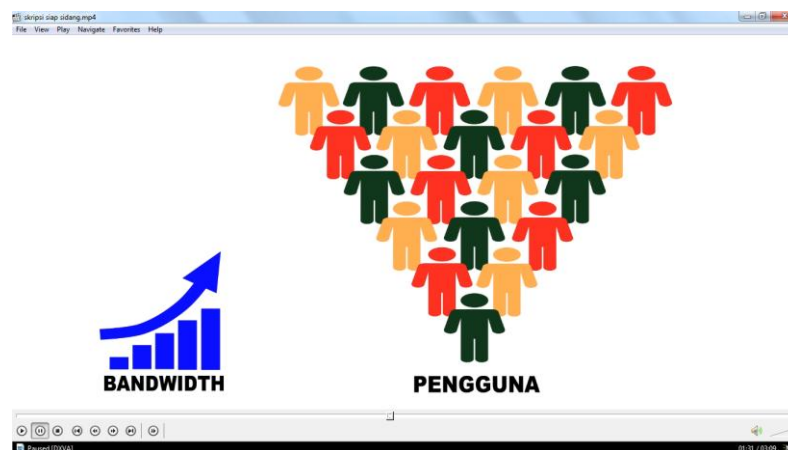 skripsi siap sidang.mp4
File View Play Navigate Favorites Help
BANDWIDTH
PENGGUNA
Paused [DXVA]
01:31 / 03:09